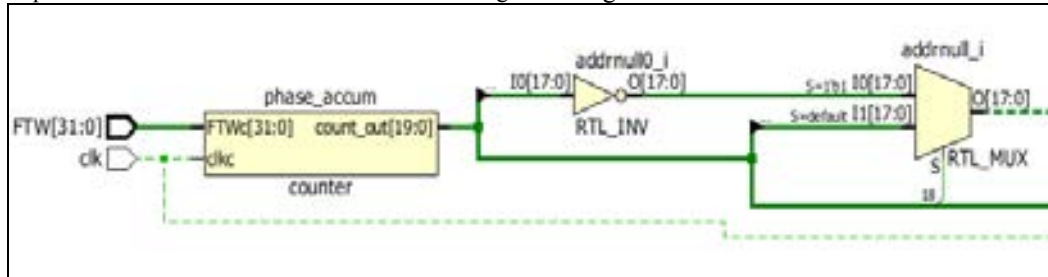 addrnull_i
addrnull0_i
I0[17:0]
O[17:0]
S=1'b1 I0[17:0]
O[17:0]
phase_accum
S=default I1[17:0]
RTL_INV
FTW[31:0]
FTWc[31:0] count_out[19:0]
clk
clkc
S RTL_MUX
counter
18